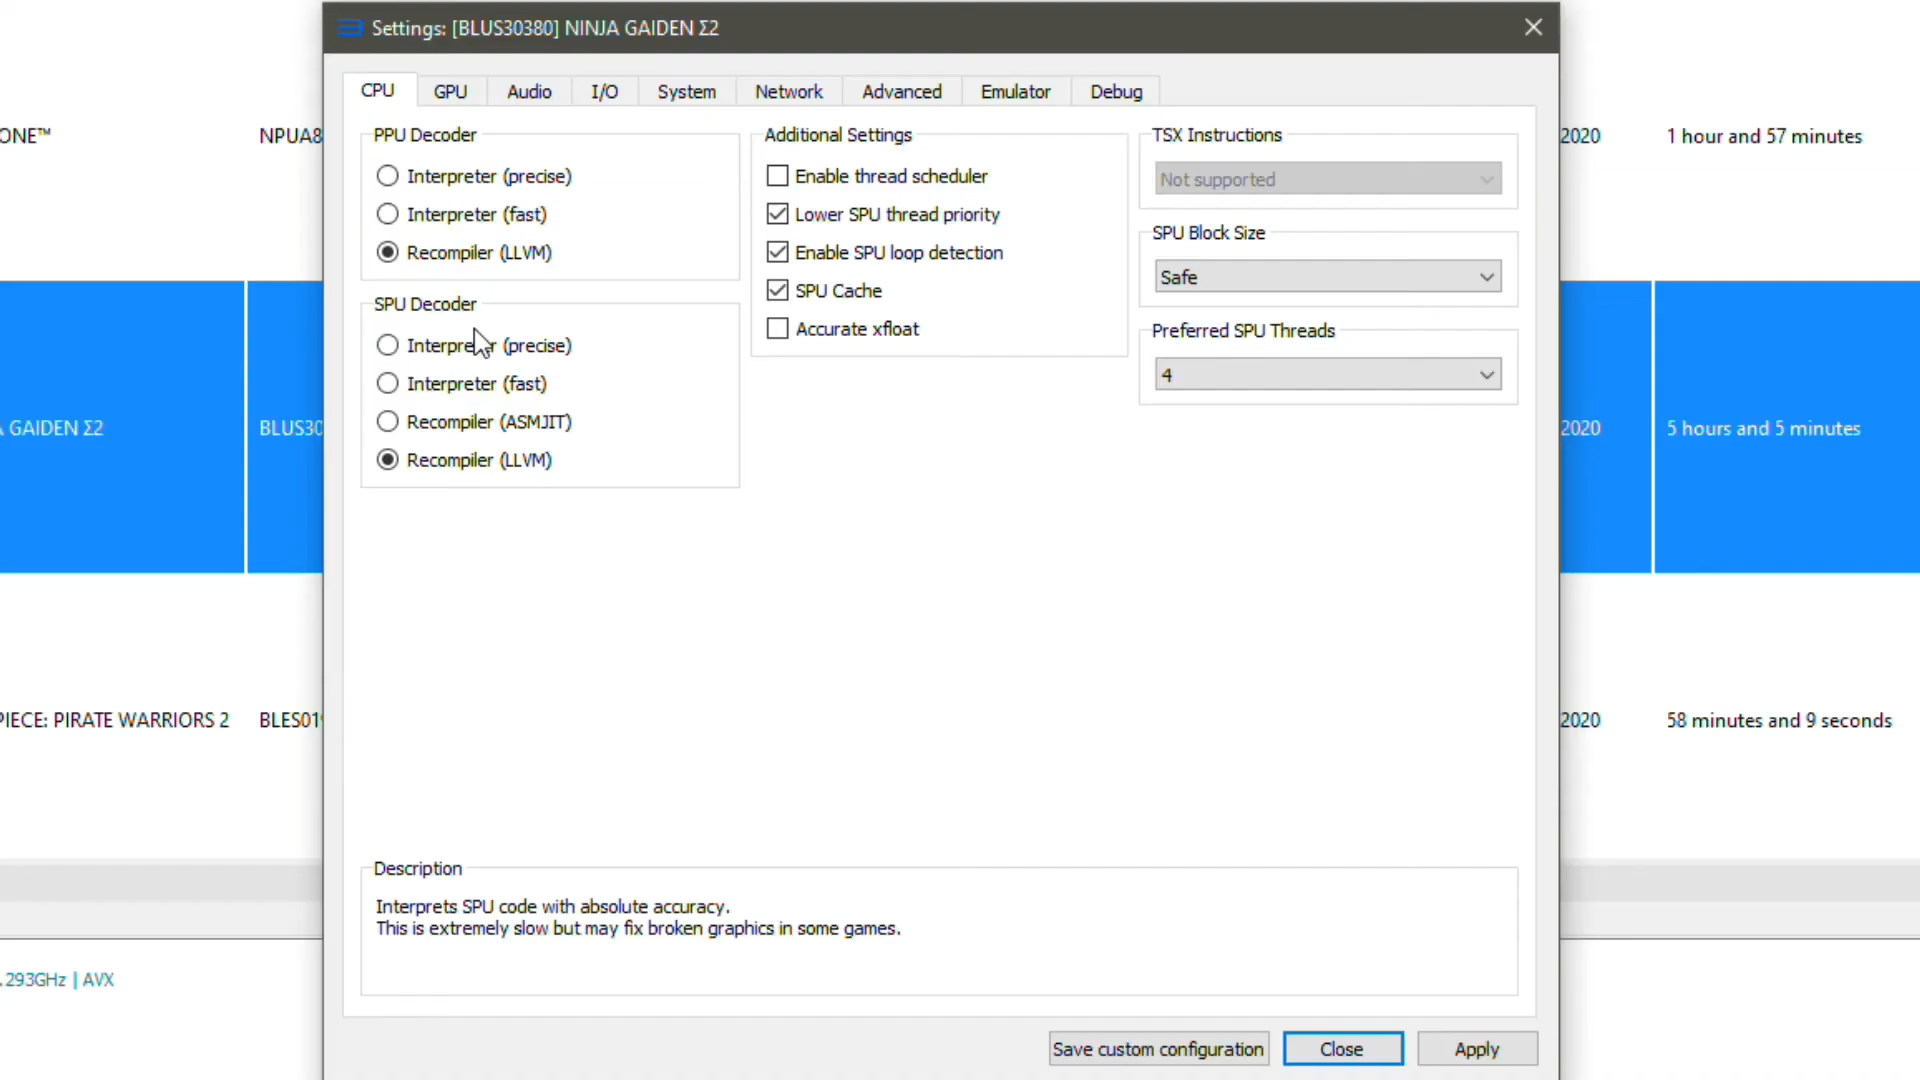 Settings: [BLUS30380] NINJA GAIDEN Σ2
CPU
GPU
Audio
I/O
System
Network
Advanced
Emulator
Debug
PPU Decoder
Interpreter (precise)
Interpreter (fast)
Recompiler (LLVM)
SPU Decoder
Interpreter (precise)
Interpreter (fast)
Recompiler (ASMJIT)
Recompiler (LLVM)
Additional Settings
Enable thread scheduler
Lower SPU thread priority
Enable SPU loop detection
SPU Cache
Accurate xfloat
TSX Instructions
Not supported
SPU Block Size
Safe
Preferred SPU Threads
4
Description
Interprets SPU code with absolute accuracy.
This is extremely slow but may fix broken graphics in some games.
Save custom configuration
Close
Apply
ONE™ NPUA8 2020 1 hour and 57 minutes
GAIDEN Σ2 BLUS30 2020 5 hours and 5 minutes
PIECE: PIRATE WARRIORS 2 BLES01 2020 58 minutes and 9 seconds
.293GHz | AVX